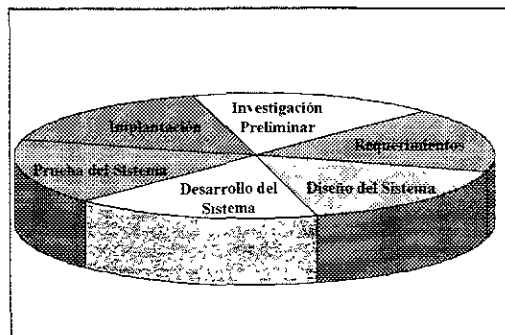 Investigación
Preliminar
Requerimientos
Diseño del Sistema
Desarrollo del
Sistema
Prueba del Sistema
Implantación